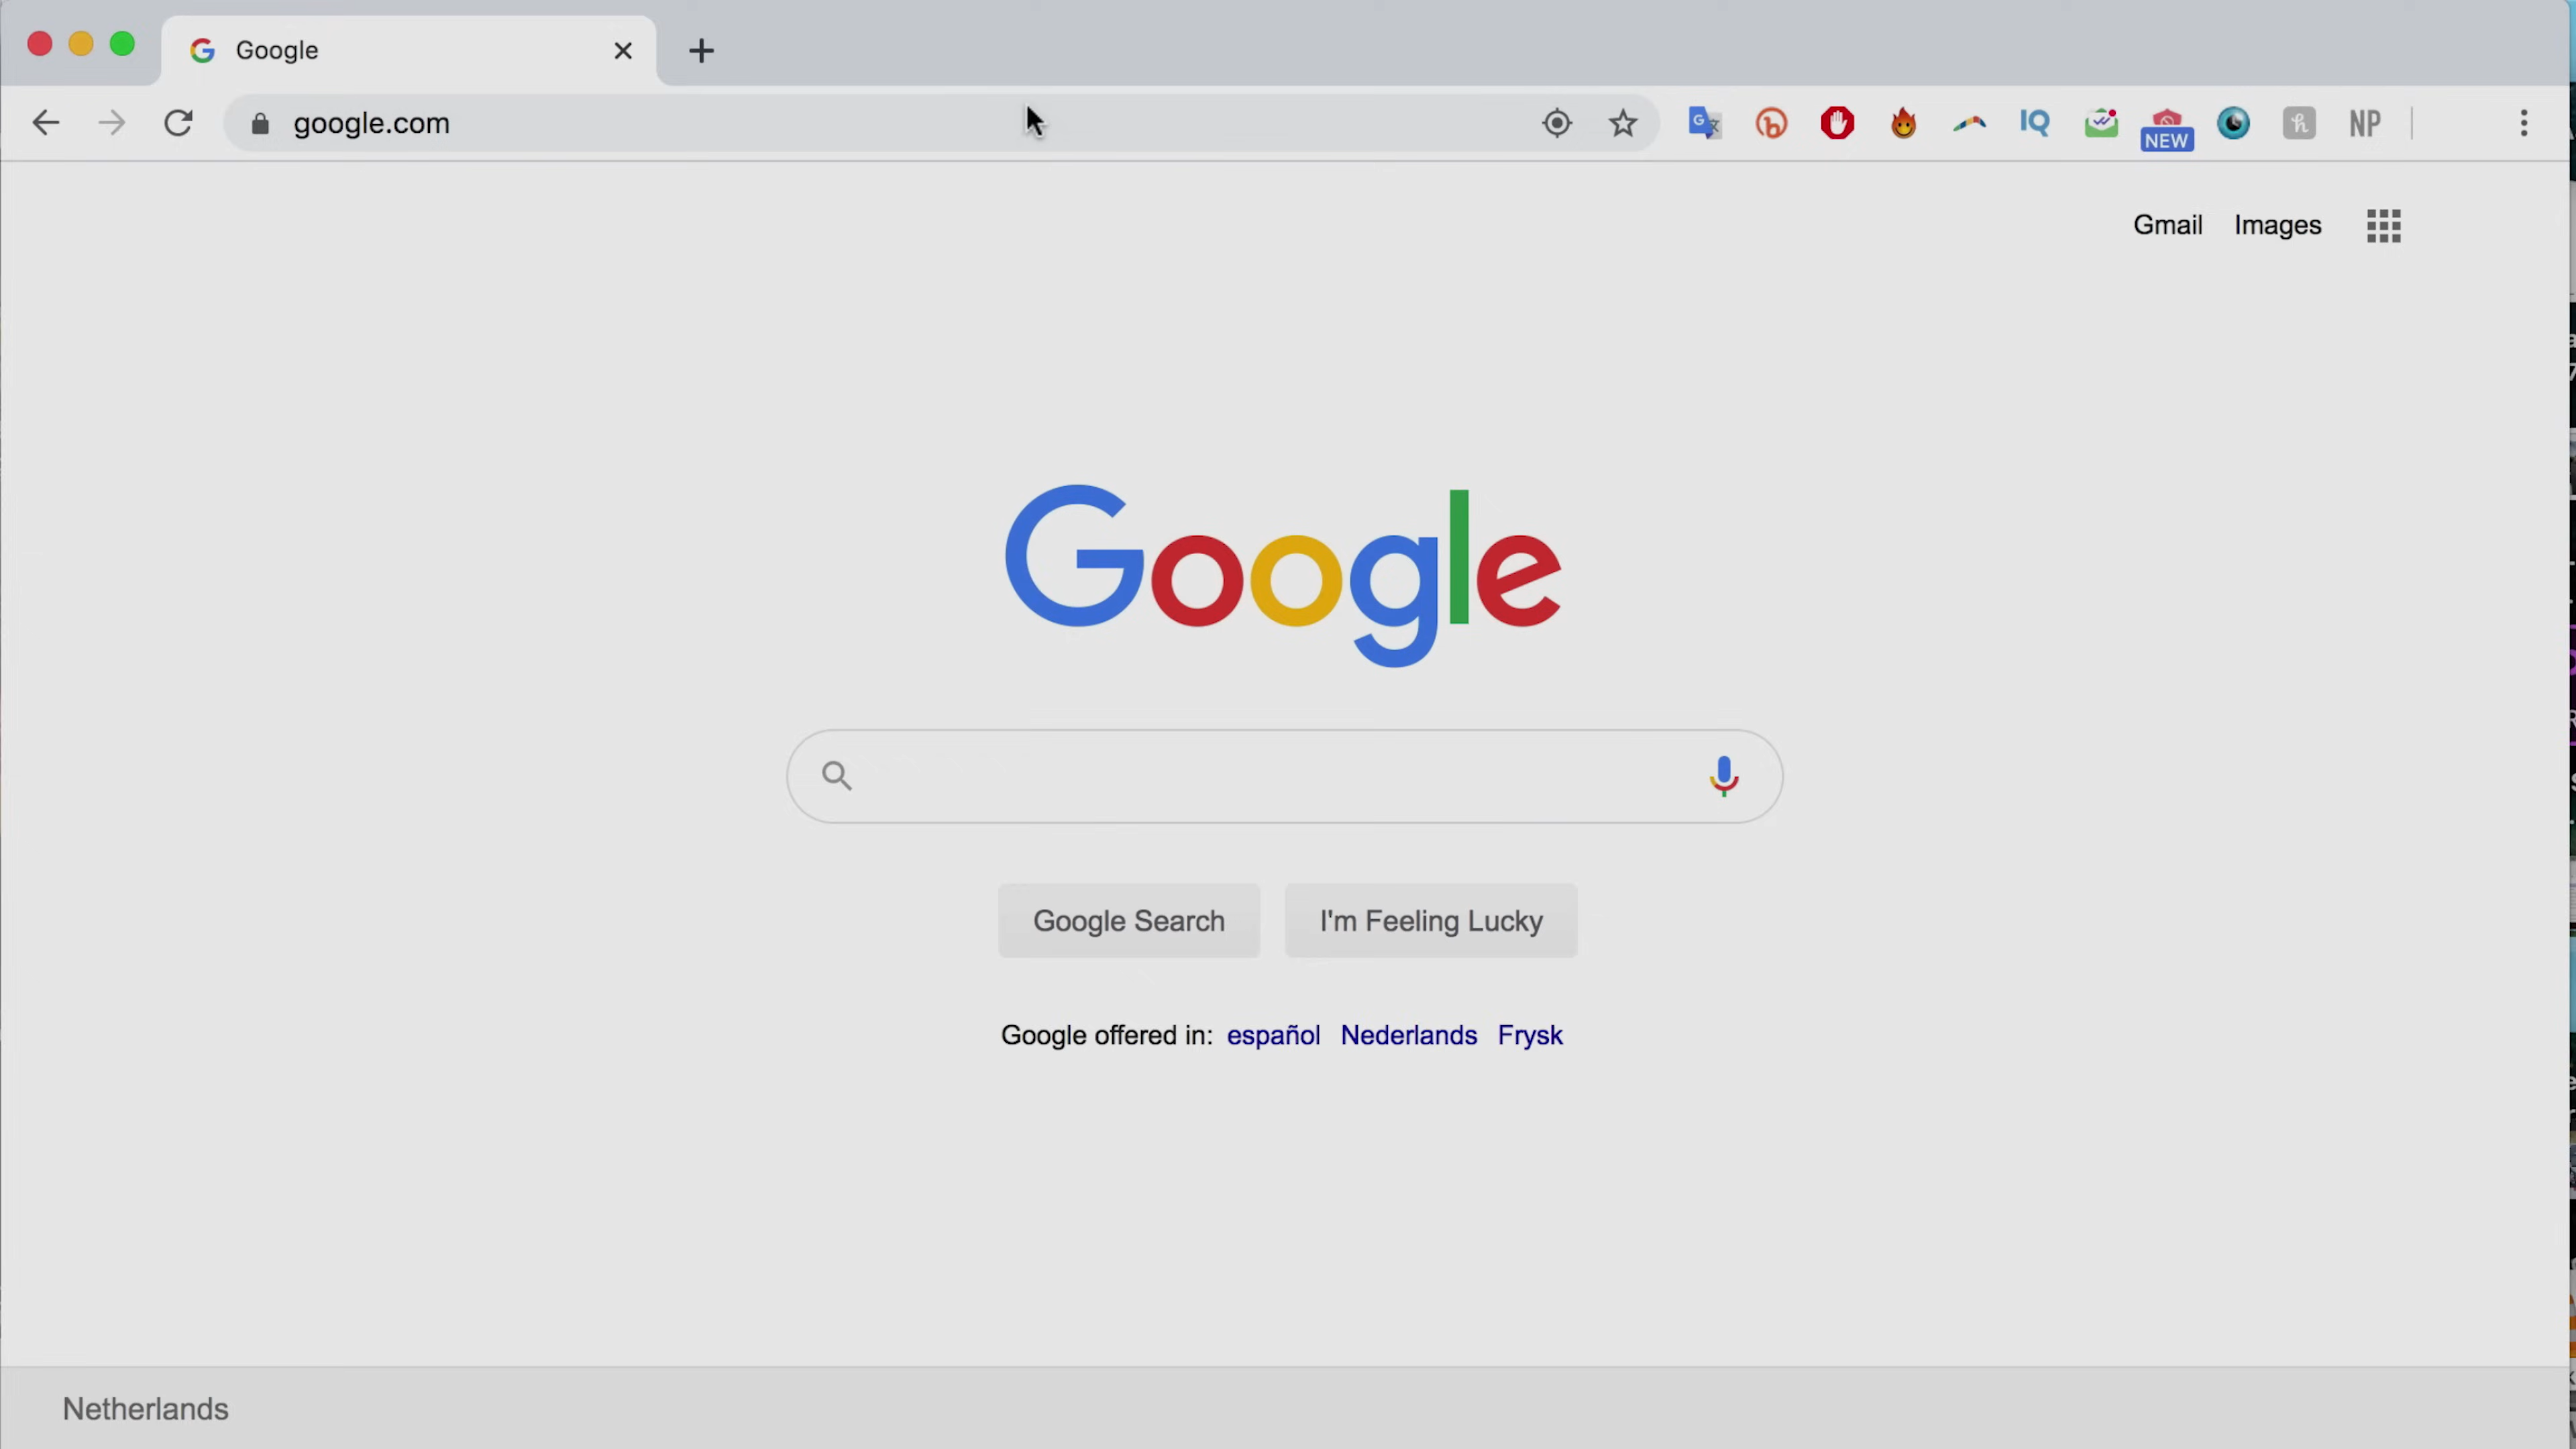 Google
google.com
IQ
NEW
NP
Gmail Images
Google
Google Search I'm Feeling Lucky
Google offered in: español Nederlands Frysk
Netherlands